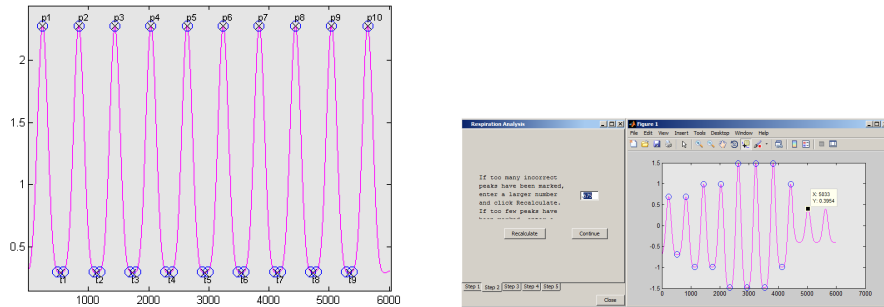 p1 p2 p3 p4 p5 p6 p7 p8 p9 p10
2
1.5
1
0.5
t1 t2 t3 t4 t5 t6 t7 t8 t9
1000 2000 3000 4000 5000 6000
Respiration Analysis
If too many incorrect
peaks have been marked,
enter a larger number
and click Recalculate.
If too few peaks have
Recalculate Continue
Step 1 Step 2 Step 3 Step 4 Step 5
Close
Figure 1
File Edit View Insert Tools Desktop Window Help
1.5
1
0.5
0
-0.5
-1
-1.5
X: 5033
Y: 0.3954
0 1000 2000 3000 4000 5000 6000 7000